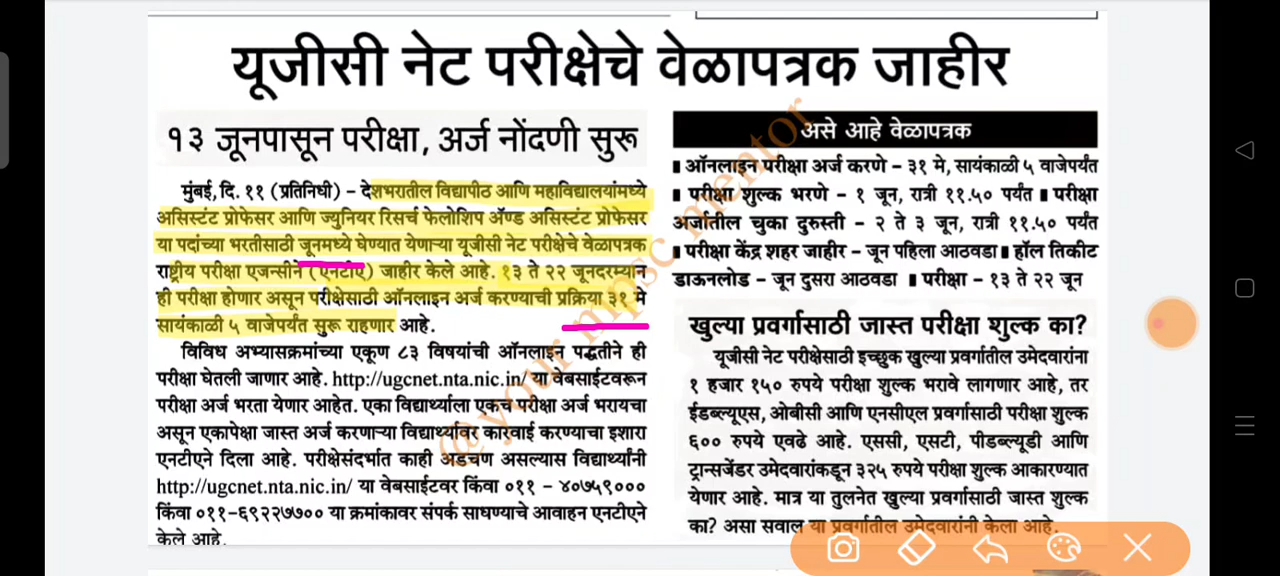 यूजीसी नेट परीक्षेचे वेळापत्रक जाहीर
१३ जूनपासून परीक्षा, अर्ज नोंदणी सुरू
मुंबई, दि. ११ (प्रतिनिधी) – देशभरातील विद्यापीठ आणि महाविद्यालयांमध्ये
असिस्टंट प्रोफेसर आणि ज्युनियर रिसर्च फेलोशिप ॲण्ड असिस्टंट प्रोफेसर
या पदांच्या भरतीसाठी जूनमध्ये घेण्यात येणाऱ्या यूजीसी नेट परीक्षेचे वेळापत्रक
राष्ट्रीय परीक्षा एजन्सीने (एनटीए) जाहीर केले आहे. १३ ते २२ जूनदरम्यान
ही परीक्षा होणार असून परीक्षेसाठी ऑनलाइन अर्ज करण्याची प्रक्रिया ३१ मे
सायंकाळी ५ वाजेपर्यंत सुरू राहणार आहे.
विविध अभ्यासक्रमांच्या एकूण ८३ विषयांची ऑनलाइन पद्धतीने ही
परीक्षा घेतली जाणार आहे. http://ugcnet.nta.nic.in/ या वेबसाईटवरून
परीक्षा अर्ज भरता येणार आहेत. एका विद्यार्थ्याला एकच परीक्षा अर्ज भरायचा
असून एकापेक्षा जास्त अर्ज करणाऱ्या विद्यार्थ्यांवर कारवाई करण्याचा इशारा
एनटीएने दिला आहे. परीक्षेसंदर्भात काही अडचण असल्यास विद्यार्थ्यांनी
http://ugcnet.nta.nic.in/ या वेबसाईटवर किंवा ०११ – ४०७५९०००
किंवा ०११-६९२२७७०० या क्रमांकावर संपर्क साधण्याचे आवाहन एनटीएने
केले आहे.
असे आहे वेळापत्रक
▪ ऑनलाइन परीक्षा अर्ज करणे – ३१ मे, सायंकाळी ५ वाजेपर्यंत
▪ परीक्षा शुल्क भरणे – १ जून, रात्री ११.५० पर्यंत ▪ परीक्षा
अर्जातील चुका दुरुस्ती – २ ते ३ जून, रात्री ११.५० पर्यंत
▪ परीक्षा केंद्र शहर जाहीर – जून पहिला आठवडा ▪ हॉल तिकीट
डाऊनलोड – जून दुसरा आठवडा ▪ परीक्षा – १३ ते २२ जून
खुल्या प्रवर्गासाठी जास्त परीक्षा शुल्क का?
यूजीसी नेट परीक्षेसाठी इच्छुक खुल्या प्रवर्गातील उमेदवारांना
१ हजार १५० रुपये परीक्षा शुल्क भरावे लागणार आहे, तर
ईडब्ल्यूएस, ओबीसी आणि एनसीएल प्रवर्गासाठी परीक्षा शुल्क
६०० रुपये एवढे आहे. एससी, एसटी, पीडब्ल्यूडी आणि
ट्रान्सजेंडर उमेदवारांकडून ३२५ रुपये परीक्षा शुल्क आकारण्यात
येणार आहे. मात्र या तुलनेत खुल्या प्रवर्गासाठी जास्त शुल्क
का? असा सवाल या प्रवर्गातील उमेदवारांनी केला आहे.
@your mpsc mentor